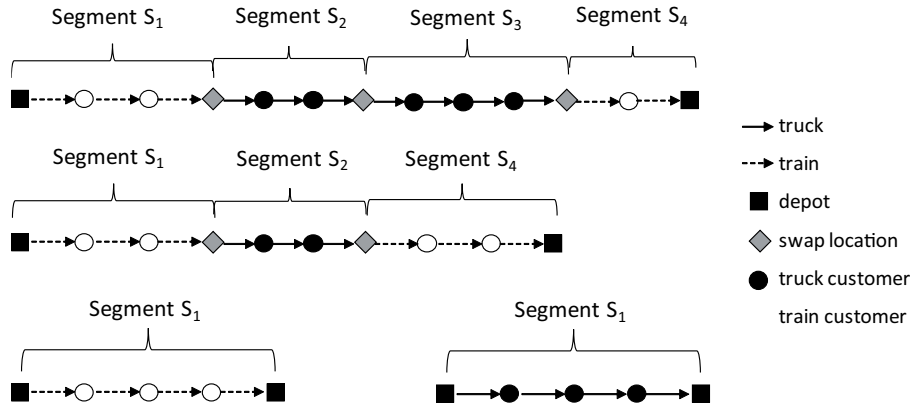 Segment S₁ Segment S₂ Segment S₃ Segment S₄
truck
Segment S₁ Segment S₂ Segment S₄
train
depot
swap location
truck customer
Segment S₁ Segment S₁
train customer